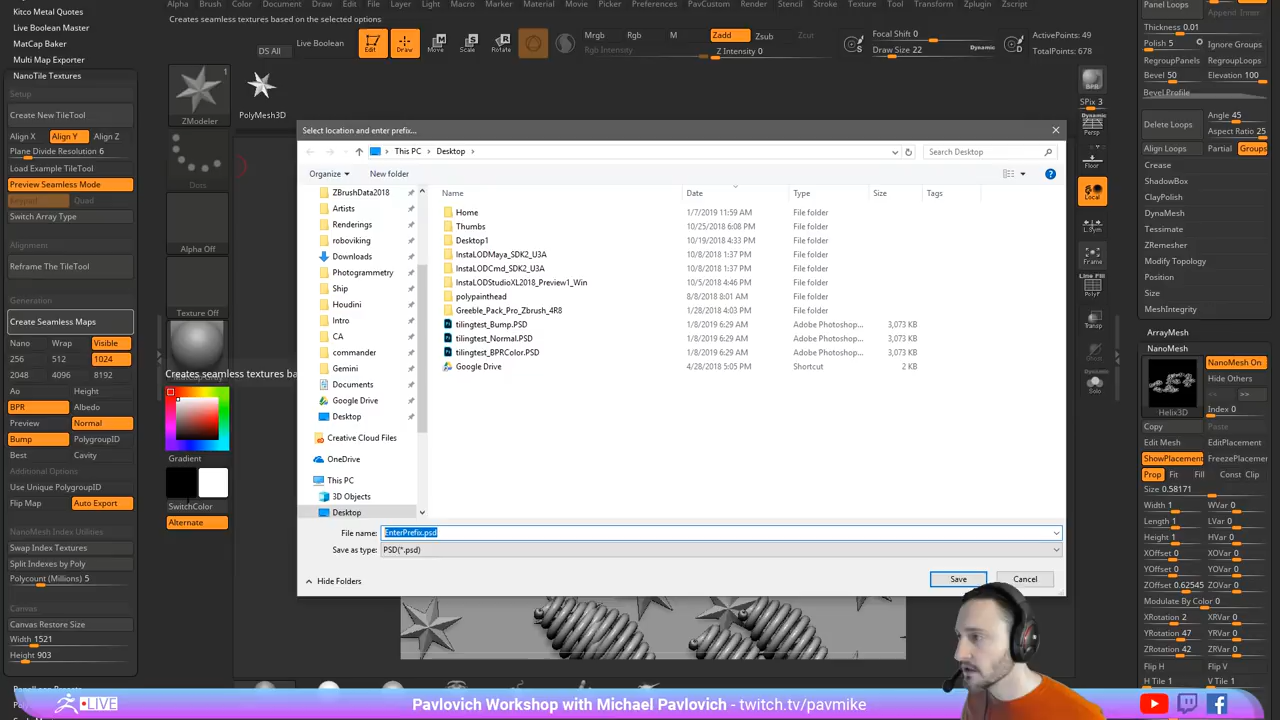 Alpha Brush Color Document Draw Edit File Layer Light Macro Marker Material Movie Picker Preferences PavCustom Render Stencil Stroke Texture Tool Transform Zplugin Zscript
Creates seamless textures based on the selected options
Kitco Metal Quotes
Live Boolean Master
MatCap Baker
Multi Map Exporter
NanoTile Textures
Setup
Create New TileTool
Align X Align Y Align Z
Plane Divide Resolution 6
Load Example TileTool
Preview Seamless Mode
Keypad Quad
Switch Array Type
Alignment
Reframe The TileTool
Generation
Create Seamless Maps
Nano Wrap Visible
256 512 1024
2048 4096 8192
Ao Height
BPR Albedo
Preview Normal
Bump PolygroupID
Best Cavity
Additional Options
Use Unique PolygroupID
Flip Map Auto Export
NanoMesh Index Utilities
Swap Index Textures
Split Indexes by Poly
Polycount (Millions) 5
Canvas
Canvas Restore Size
Width 1521
Height 903
DS All
Live Boolean
Edit Draw Move Scale Rotate
Mrgb Rgb M Zadd Zsub Zcut
Rgb Intensity Z Intensity 0
Focal Shift 0
Draw Size 22 Dynamic
S D
ActivePoints: 49
TotalPoints: 678
1
ZModeler
PolyMesh3D
Dots
Alpha Off
Texture Off
Creates seamless textures ba
Gradient
SwitchColor
Alternate
Select location and enter prefix...
This PC Desktop
Search Desktop
Organize New folder
ZBrushData2018
Artists
Renderings
roboviking
Downloads
Photogrammetry
Ship
Houdini
Intro
CA
commander
Gemini
Documents
Google Drive
Desktop
Creative Cloud Files
OneDrive
This PC
3D Objects
Desktop
Name Date Type Size Tags
Home 1/7/2019 11:59 AM File folder
Thumbs 10/25/2018 6:08 PM File folder
Desktop1 10/19/2018 4:33 PM File folder
InstaLODMaya_SDK2_U3A 10/8/2018 1:37 PM File folder
InstaLODCmd_SDK2_U3A 10/8/2018 1:37 PM File folder
InstaLODStudioXL2018_Preview1_Win 10/5/2018 4:46 PM File folder
polypainthead 8/8/2018 8:01 AM File folder
Greeble_Pack_Pro_Zbrush_4R8 1/28/2018 4:03 PM File folder
tilingtest_Bump.PSD 1/8/2019 6:29 AM Adobe Photoshop... 3,073 KB
tilingtest_Normal.PSD 1/8/2019 6:29 AM Adobe Photoshop... 3,073 KB
tilingtest_BPRColor.PSD 1/8/2019 6:29 AM Adobe Photoshop... 3,073 KB
Google Drive 4/28/2018 5:05 PM Shortcut 2 KB
File name: EnterPrefix.psd
Save as type: PSD(*.psd)
Hide Folders
Save Cancel
BPR
SPix 3
Dynamic
Persp
Floor
Local
L.Sym
Frame
Line Fill
PolyF
Transp
Ghost
Solo
Panel Loops Append Inner
Thickness 0.01
Polish 5 Ignore Groups
RegroupPanels RegroupLoops
Bevel 50 Elevation 100
Bevel Profile
Delete Loops Angle 45
Aspect Ratio 25
Align Loops Partial Groups
Crease
ShadowBox
ClayPolish
DynaMesh
Tessimate
ZRemesher
Modify Topology
Position
Size
MeshIntegrity
ArrayMesh
NanoMesh
NanoMesh On
Hide Others
<< >>
Helix3D Index 0
Copy Paste
Edit Mesh EditPlacement
ShowPlacement FreezePlacemen
Prop Fit Fill Const Clip
Size 0.58171
Width 1 WVar 0
Length 1 LVar 0
Height 1 HVar 0
XOffset 0 XOVar 0
YOffset 0 YOVar 0
ZOffset 0.62545 ZOVar 0
Modulate By Color 0
XRotation 2 XRVar 0
YRotation 47 YRVar 0
ZRotation 42 ZRVar 0
Flip H Flip V
H Tile 1 V Tile 1
LIVE
Pavlovich Workshop with Michael Pavlovich - twitch.tv/pavmike